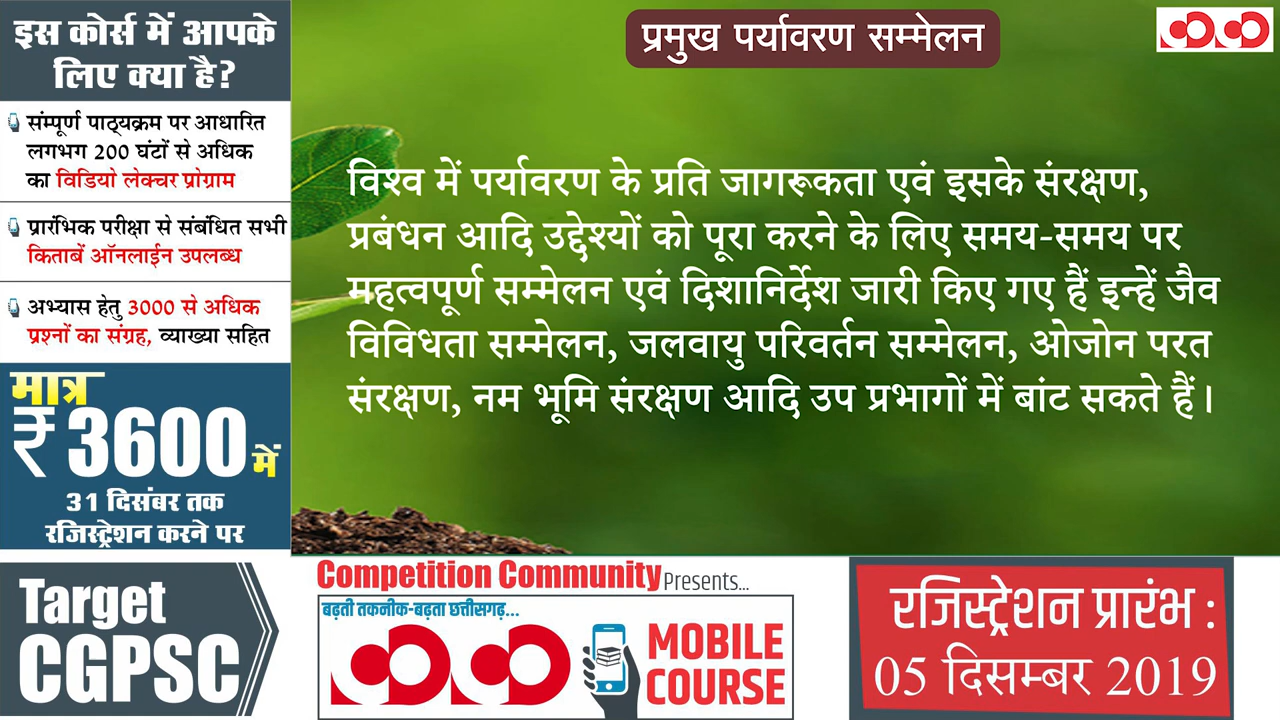 इस कोर्स में आपके
लिए क्या है?
संम्पूर्ण पाठ्यक्रम पर आधारित
लगभग 200 घंटों से अधिक
का विडियो लेक्चर प्रोग्राम
प्रारंभिक परीक्षा से संबंधित सभी
किताबें ऑनलाईन उपलब्ध
अभ्यास हेतु 3000 से अधिक
प्रश्नों का संग्रह, व्याख्या सहित
मात्र
₹ 3600 में
31 दिसंबर तक
रजिस्ट्रेशन करने पर
प्रमुख पर्यावरण सम्मेलन
विश्व में पर्यावरण के प्रति जागरूकता एवं इसके संरक्षण,
प्रबंधन आदि उद्देश्यों को पूरा करने के लिए समय-समय पर
महत्वपूर्ण सम्मेलन एवं दिशानिर्देश जारी किए गए हैं इन्हें जैव
विविधता सम्मेलन, जलवायु परिवर्तन सम्मेलन, ओजोन परत
संरक्षण, नम भूमि संरक्षण आदि उप प्रभागों में बांट सकते हैं।
Target
CGPSC
Competition Community Presents...
बढ़ती तकनीक-बढ़ता छत्तीसगढ़...
MOBILE
COURSE
रजिस्ट्रेशन प्रारंभ :
05 दिसम्बर 2019